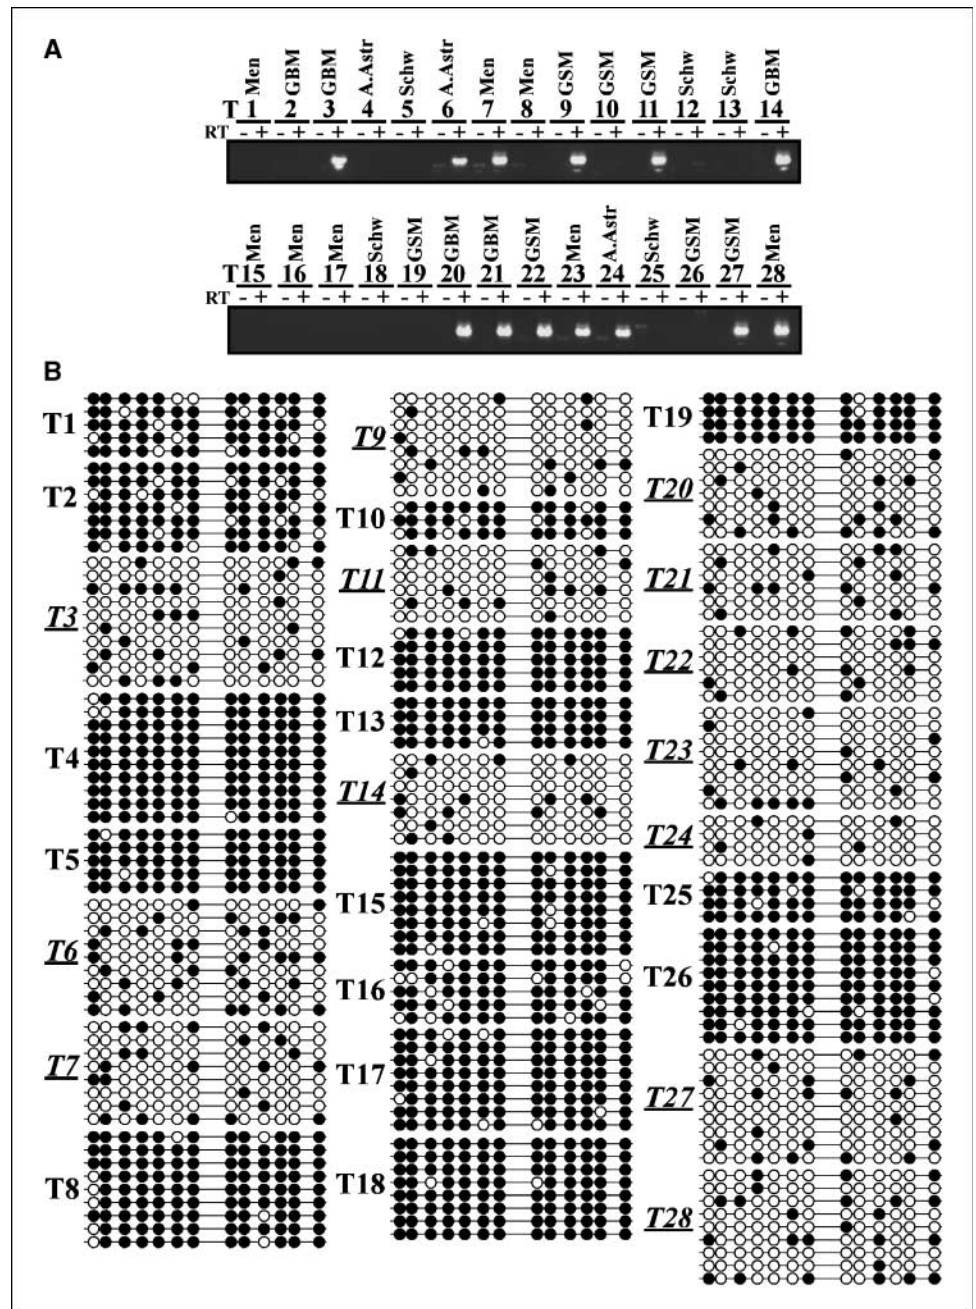 A
Men GBM GBM A.Astr Schw A.Astr Men Men GSM GSM GSM Schw Schw GBM
T 1 2 3 4 5 6 7 8 9 10 11 12 13 14
RT - + - + - + - + - + - + - + - + - + - + - + - + - + - +
Men Men Men Schw GSM GBM GBM GSM Men A.Astr Schw GSM GSM Men
T 15 16 17 18 19 20 21 22 23 24 25 26 27 28
RT - + - + - + - + - + - + - + - + - + - + - + - + - + - +
B
T1
T2
T3
T4
T5
T6
T7
T8
T9
T10
T11
T12
T13
T14
T15
T16
T17
T18
T19
T20
T21
T22
T23
T24
T25
T26
T27
T28